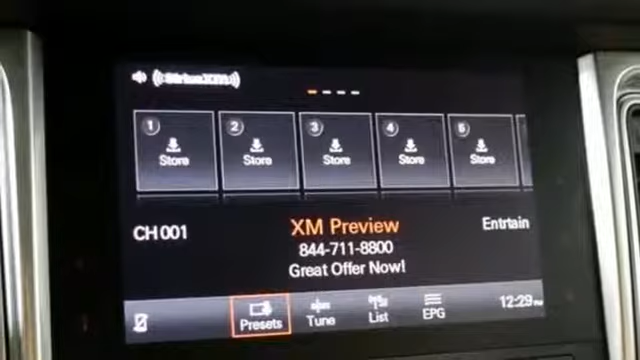 SiriusXM
1 2 3 4 5
Store Store Store Store Store
CH 001 XM Preview Entrtain
844-711-8800
Great Offer Now!
Presets Tune List EPG 12:29 PM